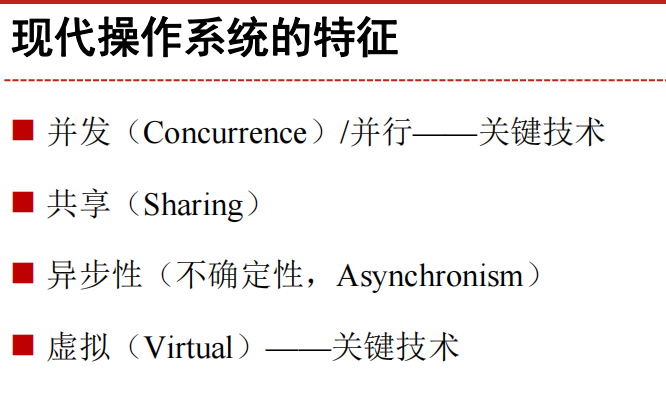 现代操作系统的特征
并发（Concurrence）/并行——关键技术
共享（Sharing）
异步性（不确定性，Asynchronism）
虚拟（Virtual）——关键技术